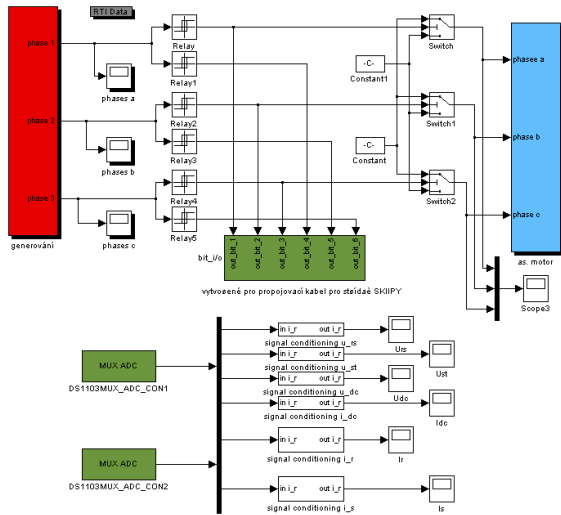 RTI Data
phase 1
phase 2
phase 3
generování
phases a
phases b
phases c
Relay
Relay1
Relay2
Relay3
Relay4
Relay5
-C-
Constant1
-C-
Constant
Switch
Switch1
Switch2
phasee a
phase b
phase c
as. motor
Scope3
bit_i/o
out_bit_1
out_bit_2
out_bit_3
out_bit_4
out_bit_5
out_bit_6
vytvoøené pro propojovací kabel pro støídaè SKIIPY
MUX ADC
DS1103MUX_ADC_CON1
MUX ADC
DS1103MUX_ADC_CON2
in i_r out i_r
signal conditioning u_rs
in i_r out i_r
signal conditioning u_st
in i_r out i_r
signal conditioning u_dc
in i_r out i_r
signal conditioning i_dc
in i_r out i_r
signal conditioning i_r
in i_r out i_r
signal conditioning i_s
Urs
Ust
Udc
Idc
Ir
Is